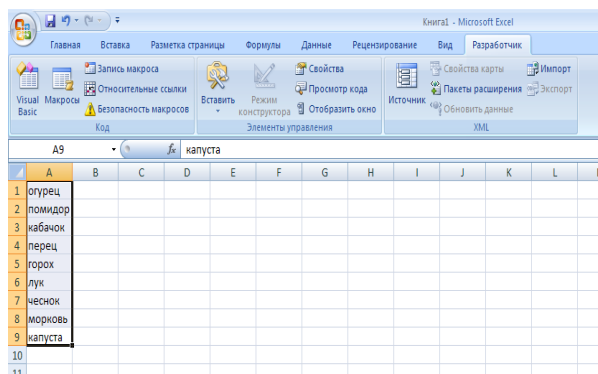 Книга1 - Microsoft Excel
Главная Вставка Разметка страницы Формулы Данные Рецензирование Вид Разработчик
Visual Basic
Макросы
Запись макроса
Относительные ссылки
Безопасность макросов
Код
Вставить
Режим конструктора
Свойства
Просмотр кода
Отобразить окно
Элементы управления
Источник
Свойства карты
Пакеты расширения
Обновить данные
Импорт
Экспорт
XML
A9 fx капуста
A B C D E F G H I J K L
1 огурец
2 помидор
3 кабачок
4 перец
5 горох
6 лук
7 чеснок
8 морковь
9 капуста
10
11